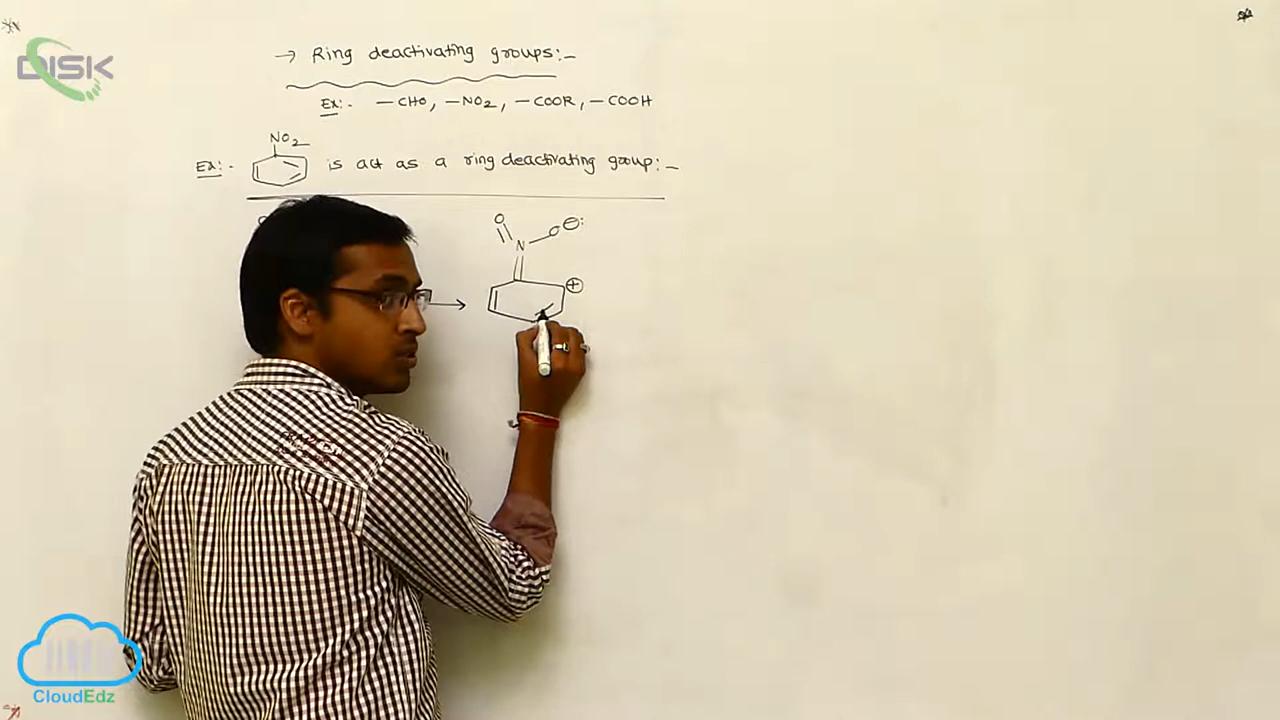 DISK
→ Ring deactivating groups:-
Ex:- -CHO, -NO2, -COOR, -COOH
NO2
Ex:- is act as a ring deactivating group:-
O O ⊖:
N
⊕
CloudEdz